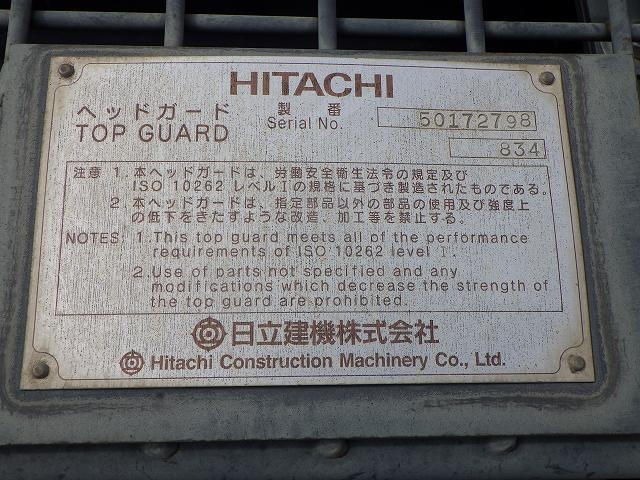 HITACHI
ヘッドガード 製番
TOP GUARD Serial No. 50172798
834
注意 1. 本ヘッドガードは、労働安全衛生法令の規定及び
ISO 10262 レベルⅠの規格に基づき製造されたものである。
2. 本ヘッドガードは、指定部品以外の部品の使用及び強度上
の低下をきたすような改造、加工等を禁止する。
NOTES: 1. This top guard meets all of the performance
requirements of ISO 10262 level Ⅰ.
2. Use of parts not specified and any
modifications which decrease the strength of
the top guard are prohibited.
日立建機株式会社
Hitachi Construction Machinery Co., Ltd.